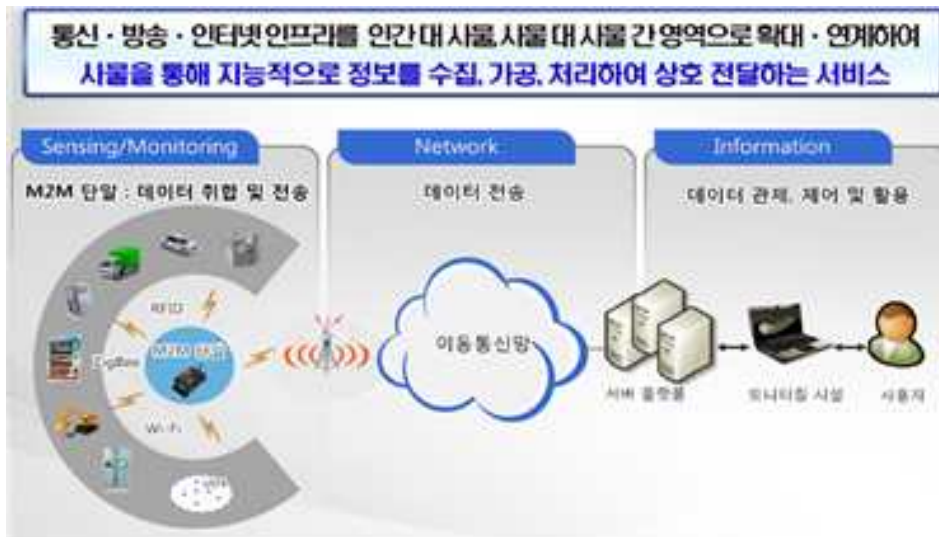 통신·방송·인터넷인프라를 인간 대 사물,사물 대 사물 간 영역으로 확대·연계하여
사물을 통해 지능적으로 정보를 수집, 가공, 처리하여 상호 전달하는 서비스
Sensing/Monitoring
Network
Information
M2M 단말 : 데이터 취합 및 전송
데이터 전송
데이터 관제, 제어 및 활용
RFID
M2M
ZigBee
Wi-Fi
이동통신망
서버 플랫폼
모니터링 시설
사용자